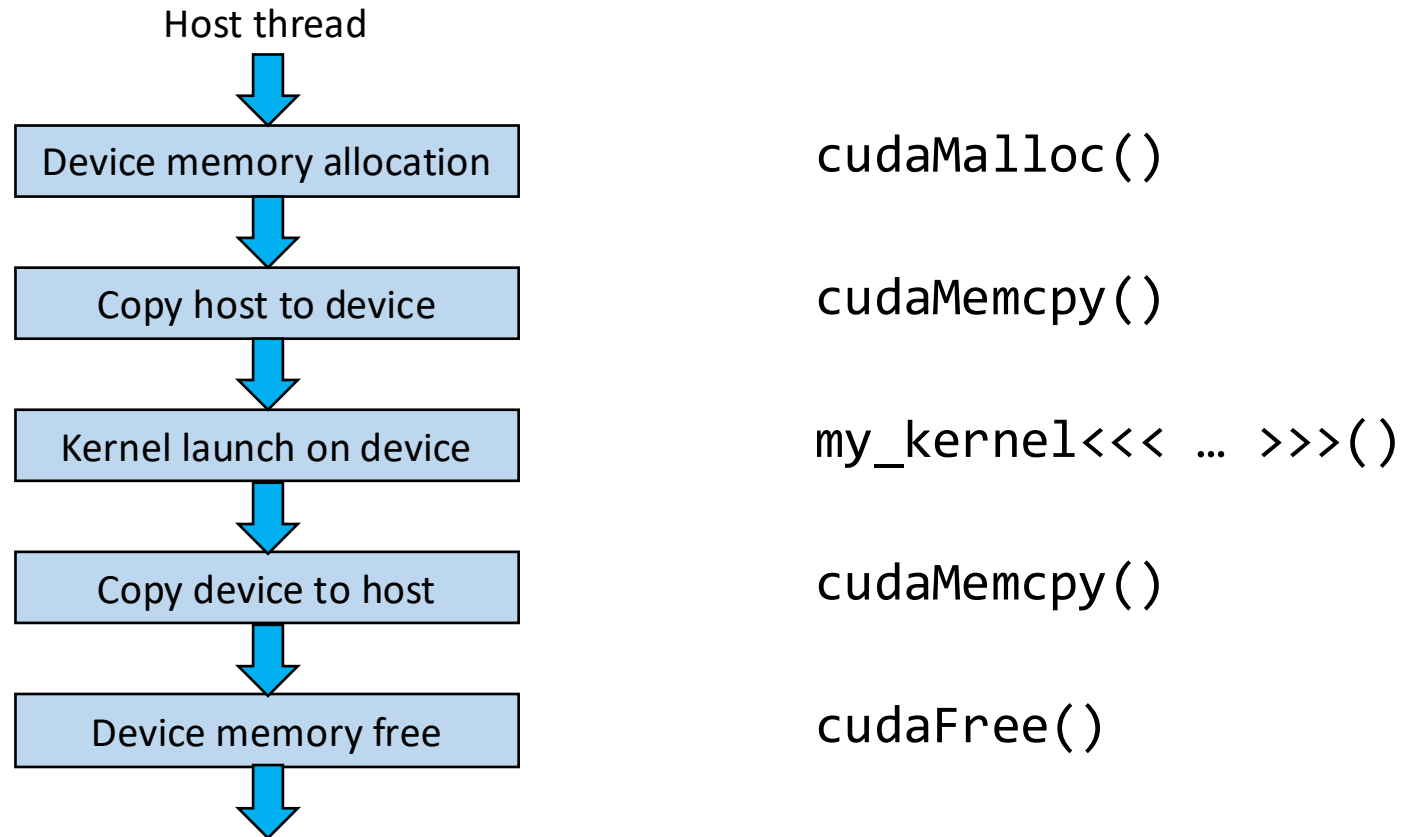 Host thread
Device memory allocation
cudaMalloc()
Copy host to device
cudaMemcpy()
Kernel launch on device
my_kernel<<< … >>>()
Copy device to host
cudaMemcpy()
Device memory free
cudaFree()